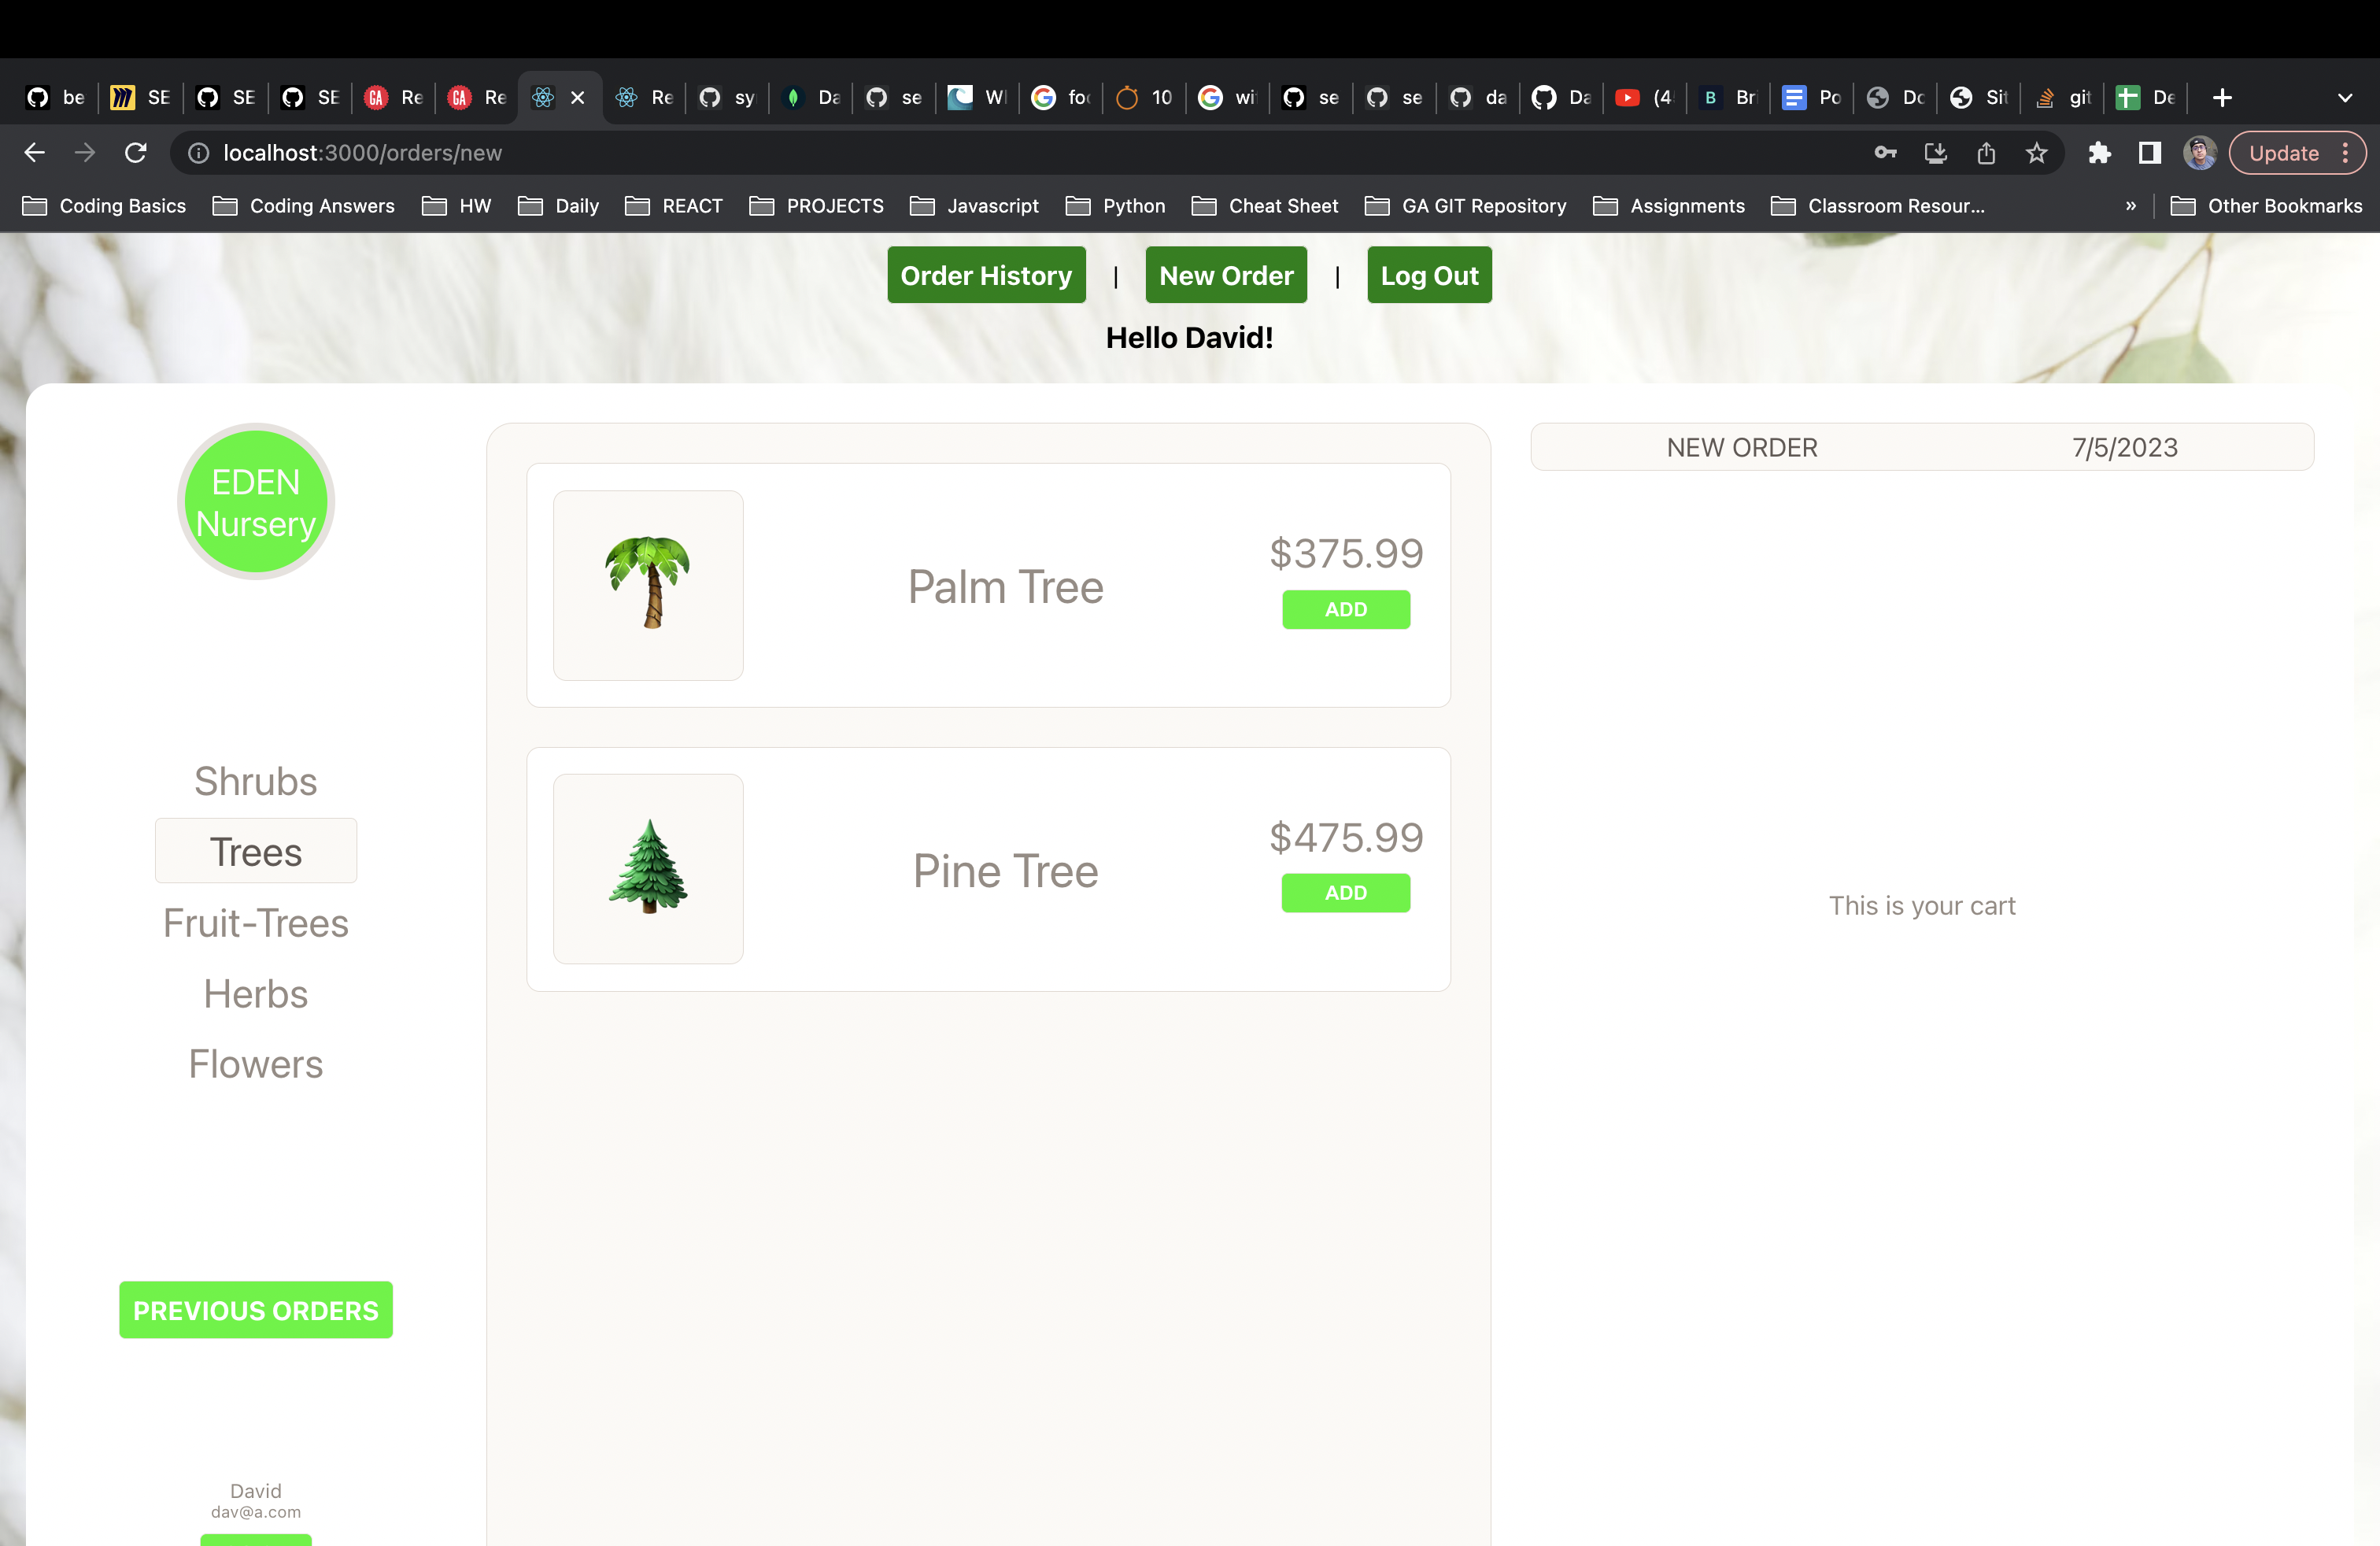 be SE SE SE Re Re Re sy Da se W foc 10 wi se se da Da (4 Bri Po Do Sit git De
localhost:3000/orders/new
Update
Coding Basics Coding Answers HW Daily REACT PROJECTS Javascript Python Cheat Sheet GA GIT Repository Assignments Classroom Resour... » Other Bookmarks
Order History | New Order | Log Out
Hello David!
EDEN
Nursery
Shrubs
Trees
Fruit-Trees
Herbs
Flowers
PREVIOUS ORDERS
David
dav@a.com
Palm Tree
$375.99
ADD
Pine Tree
$475.99
ADD
NEW ORDER 7/5/2023
This is your cart